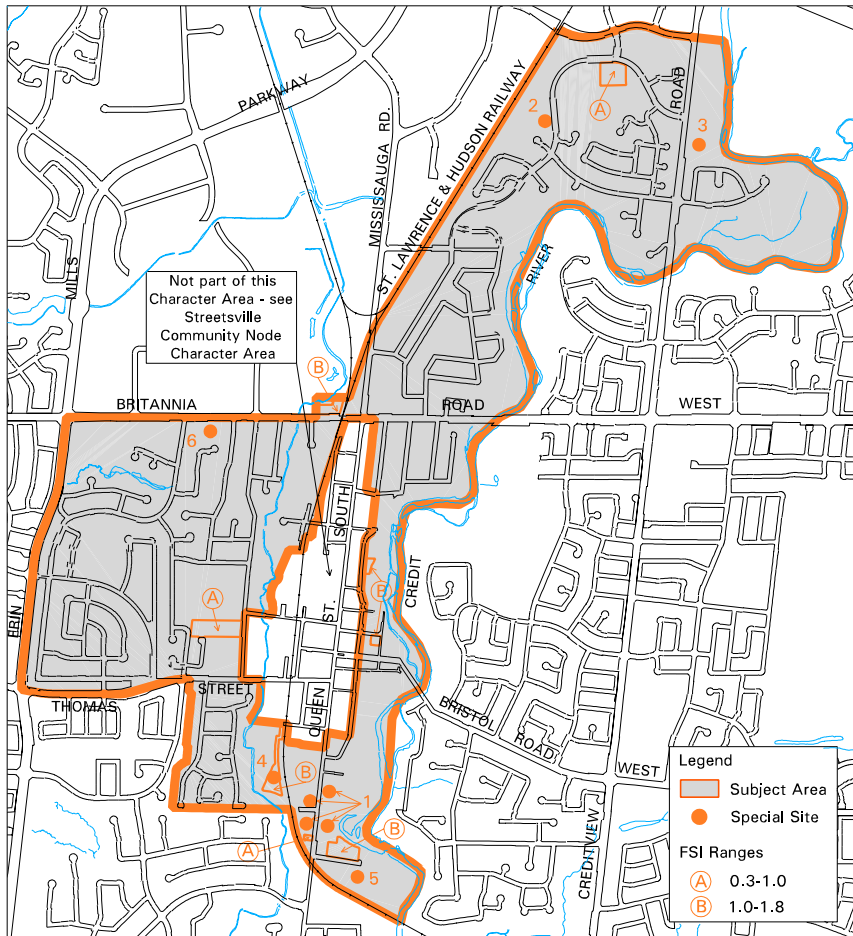 PARKWAY
MISSISSAUGA RD.
ST. LAWRENCE & HUDSON RAILWAY
A
2
ROAD
3
MILLS
RIVER
Not part of this
Character Area - see
Streetsville
Community Node
Character Area
B
BRITANNIA
ROAD
WEST
6
SOUTH
CREDIT
B
A
ST.
ERIN
THOMAS
STREET
QUEEN
BRISTOL
ROAD
WEST
4
B
1
B
A
5
CREDITVIEW
Legend
Subject Area
Special Site
FSI Ranges
A 0.3-1.0
B 1.0-1.8